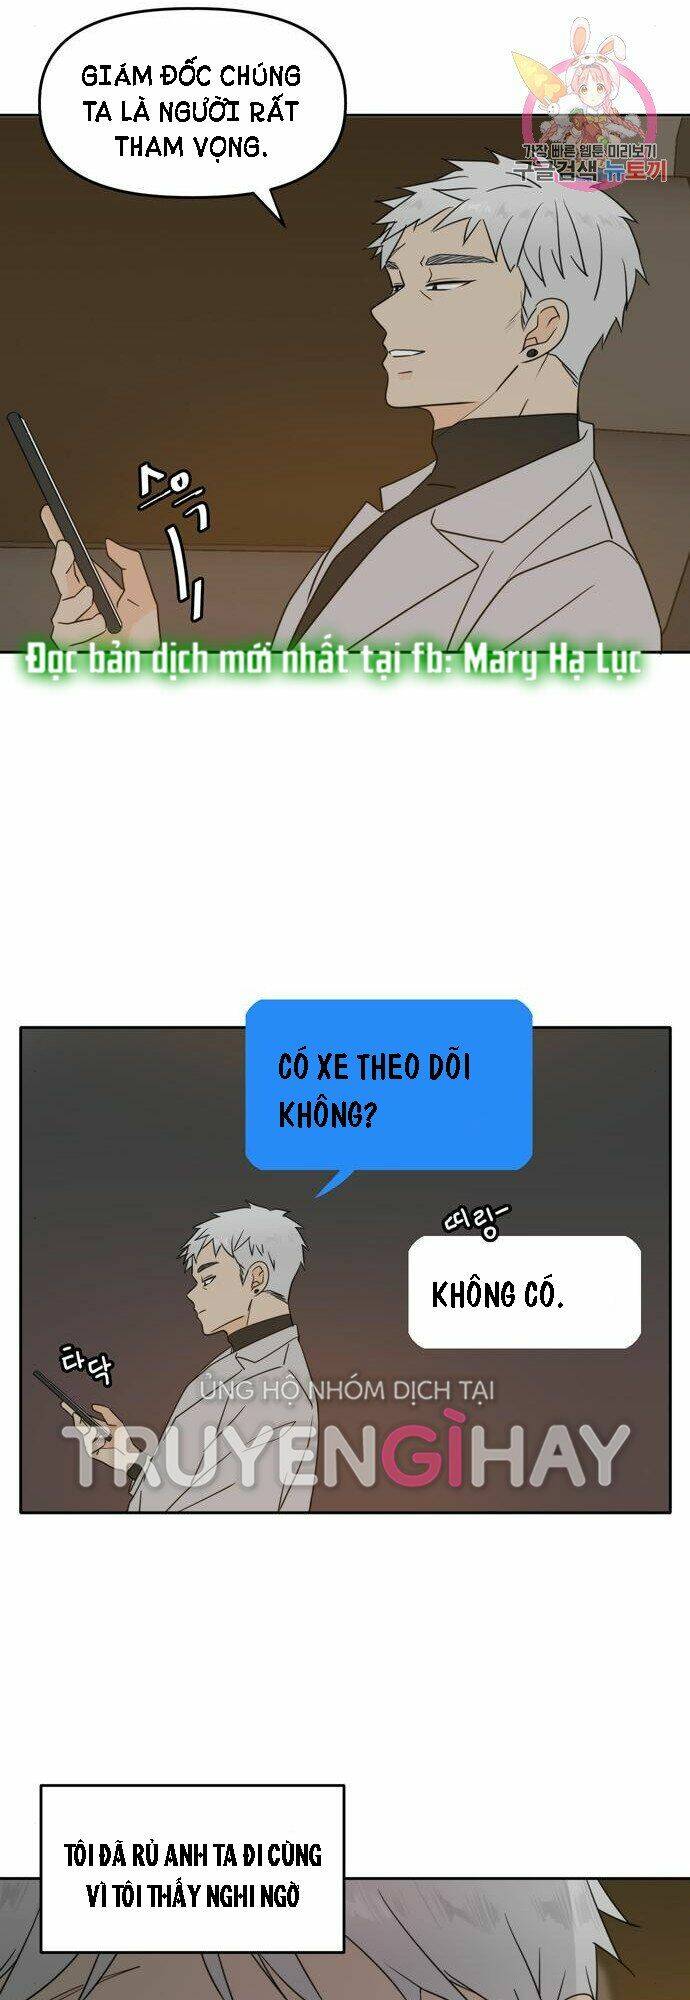 GIÁM ĐỐC CHÚNG
TA LÀ NGƯỜI RẤT
THAM VỌNG.
가장 빠른 웹툰 미리보기
구글검색 뉴토끼
스윽
Đọc bản dịch mới nhất tại fb: Mary Hạ Lục
CÓ XE THEO DÕI
KHÔNG?
띠링~
KHÔNG CÓ.
타닥
ỦNG HỘ NHÓM DỊCH TẠI
TRUYENGIHAY
TÔI ĐÃ RỦ ANH TA ĐI CÙNG
VÌ TÔI THẤY NGHI NGỜ